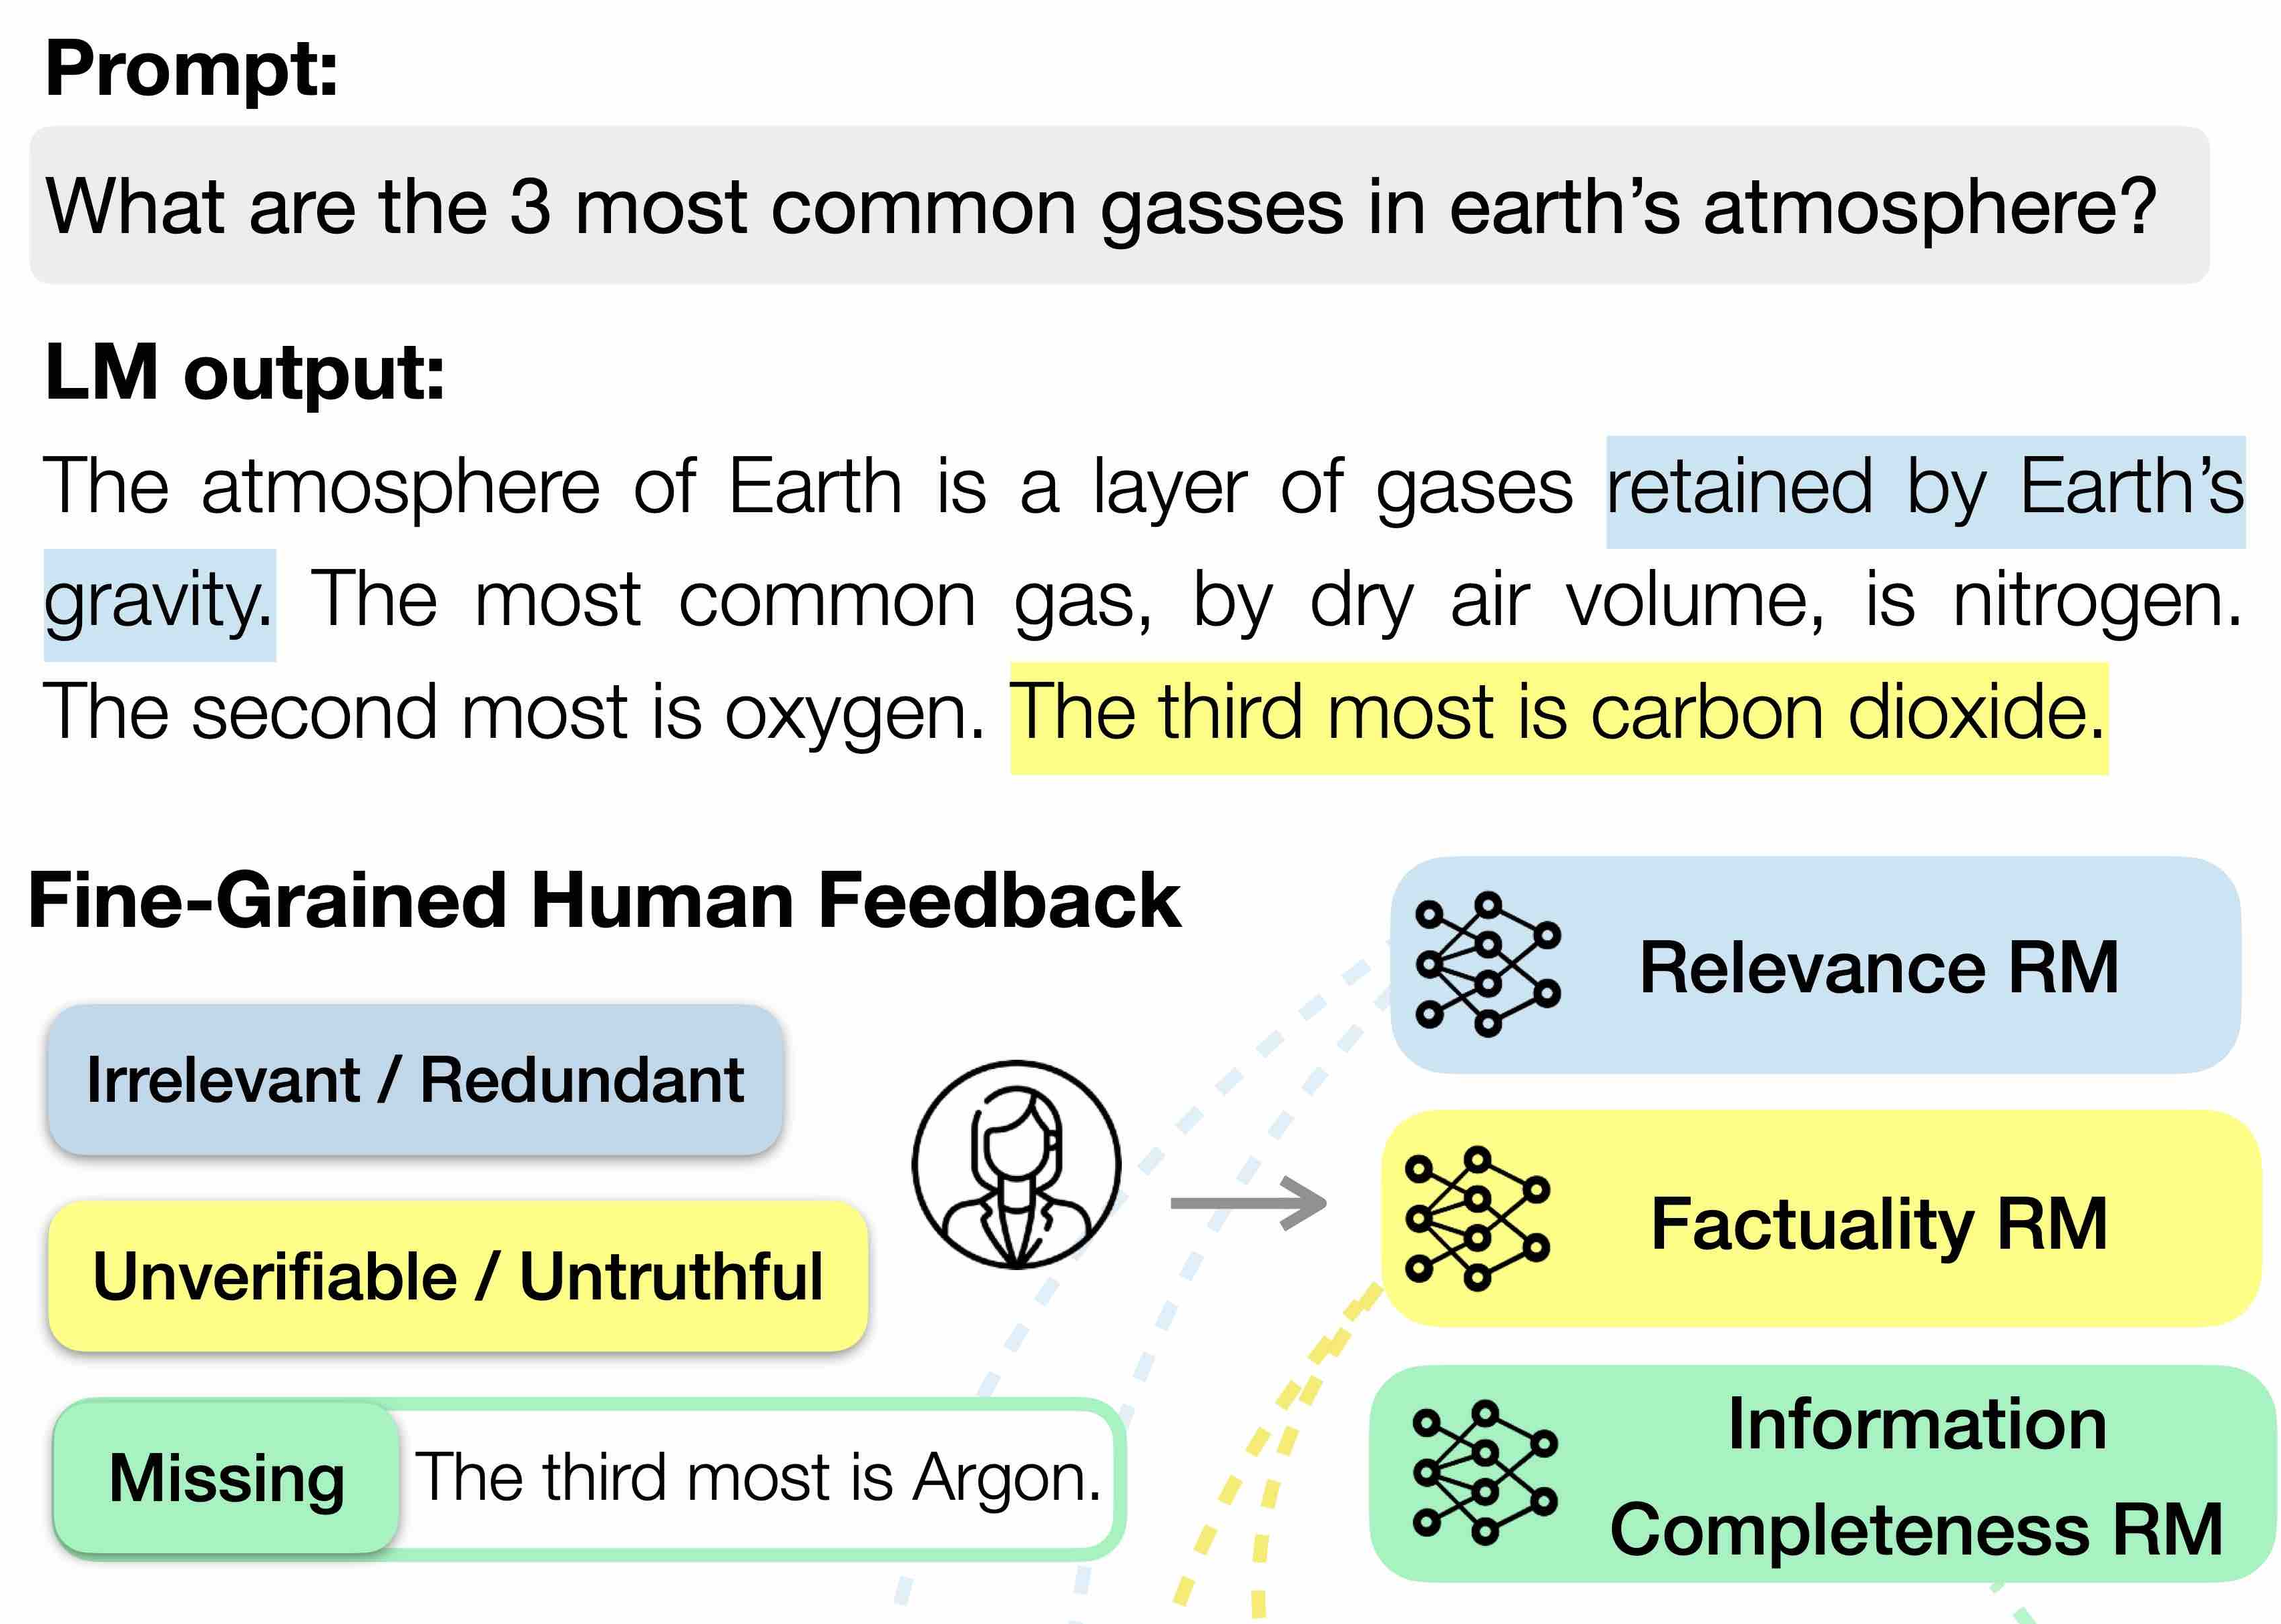 Prompt:
What are the 3 most common gasses in earth’s atmosphere?
LM output:
The atmosphere of Earth is a layer of gases retained by Earth’s
gravity. The most common gas, by dry air volume, is nitrogen.
The second most is oxygen. The third most is carbon dioxide.
Fine-Grained Human Feedback
Irrelevant / Redundant
Unverifiable / Untruthful
Missing The third most is Argon.
Relevance RM
Factuality RM
Information
Completeness RM